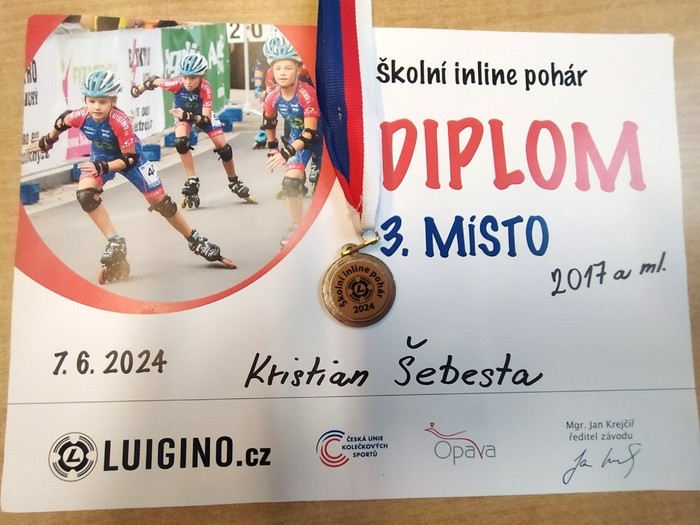 Školní inline pohár
DIPLOM
3. MÍSTO
2017 a ml.
školní inline pohár
2024
7. 6. 2024
Kristian Šebesta
LUIGINO.cz
ČESKÁ UNIE
KOLEČKOVÝCH
SPORTŮ
Opava
Mgr. Jan Krejčíř
ředitel závodu
LUIGINO